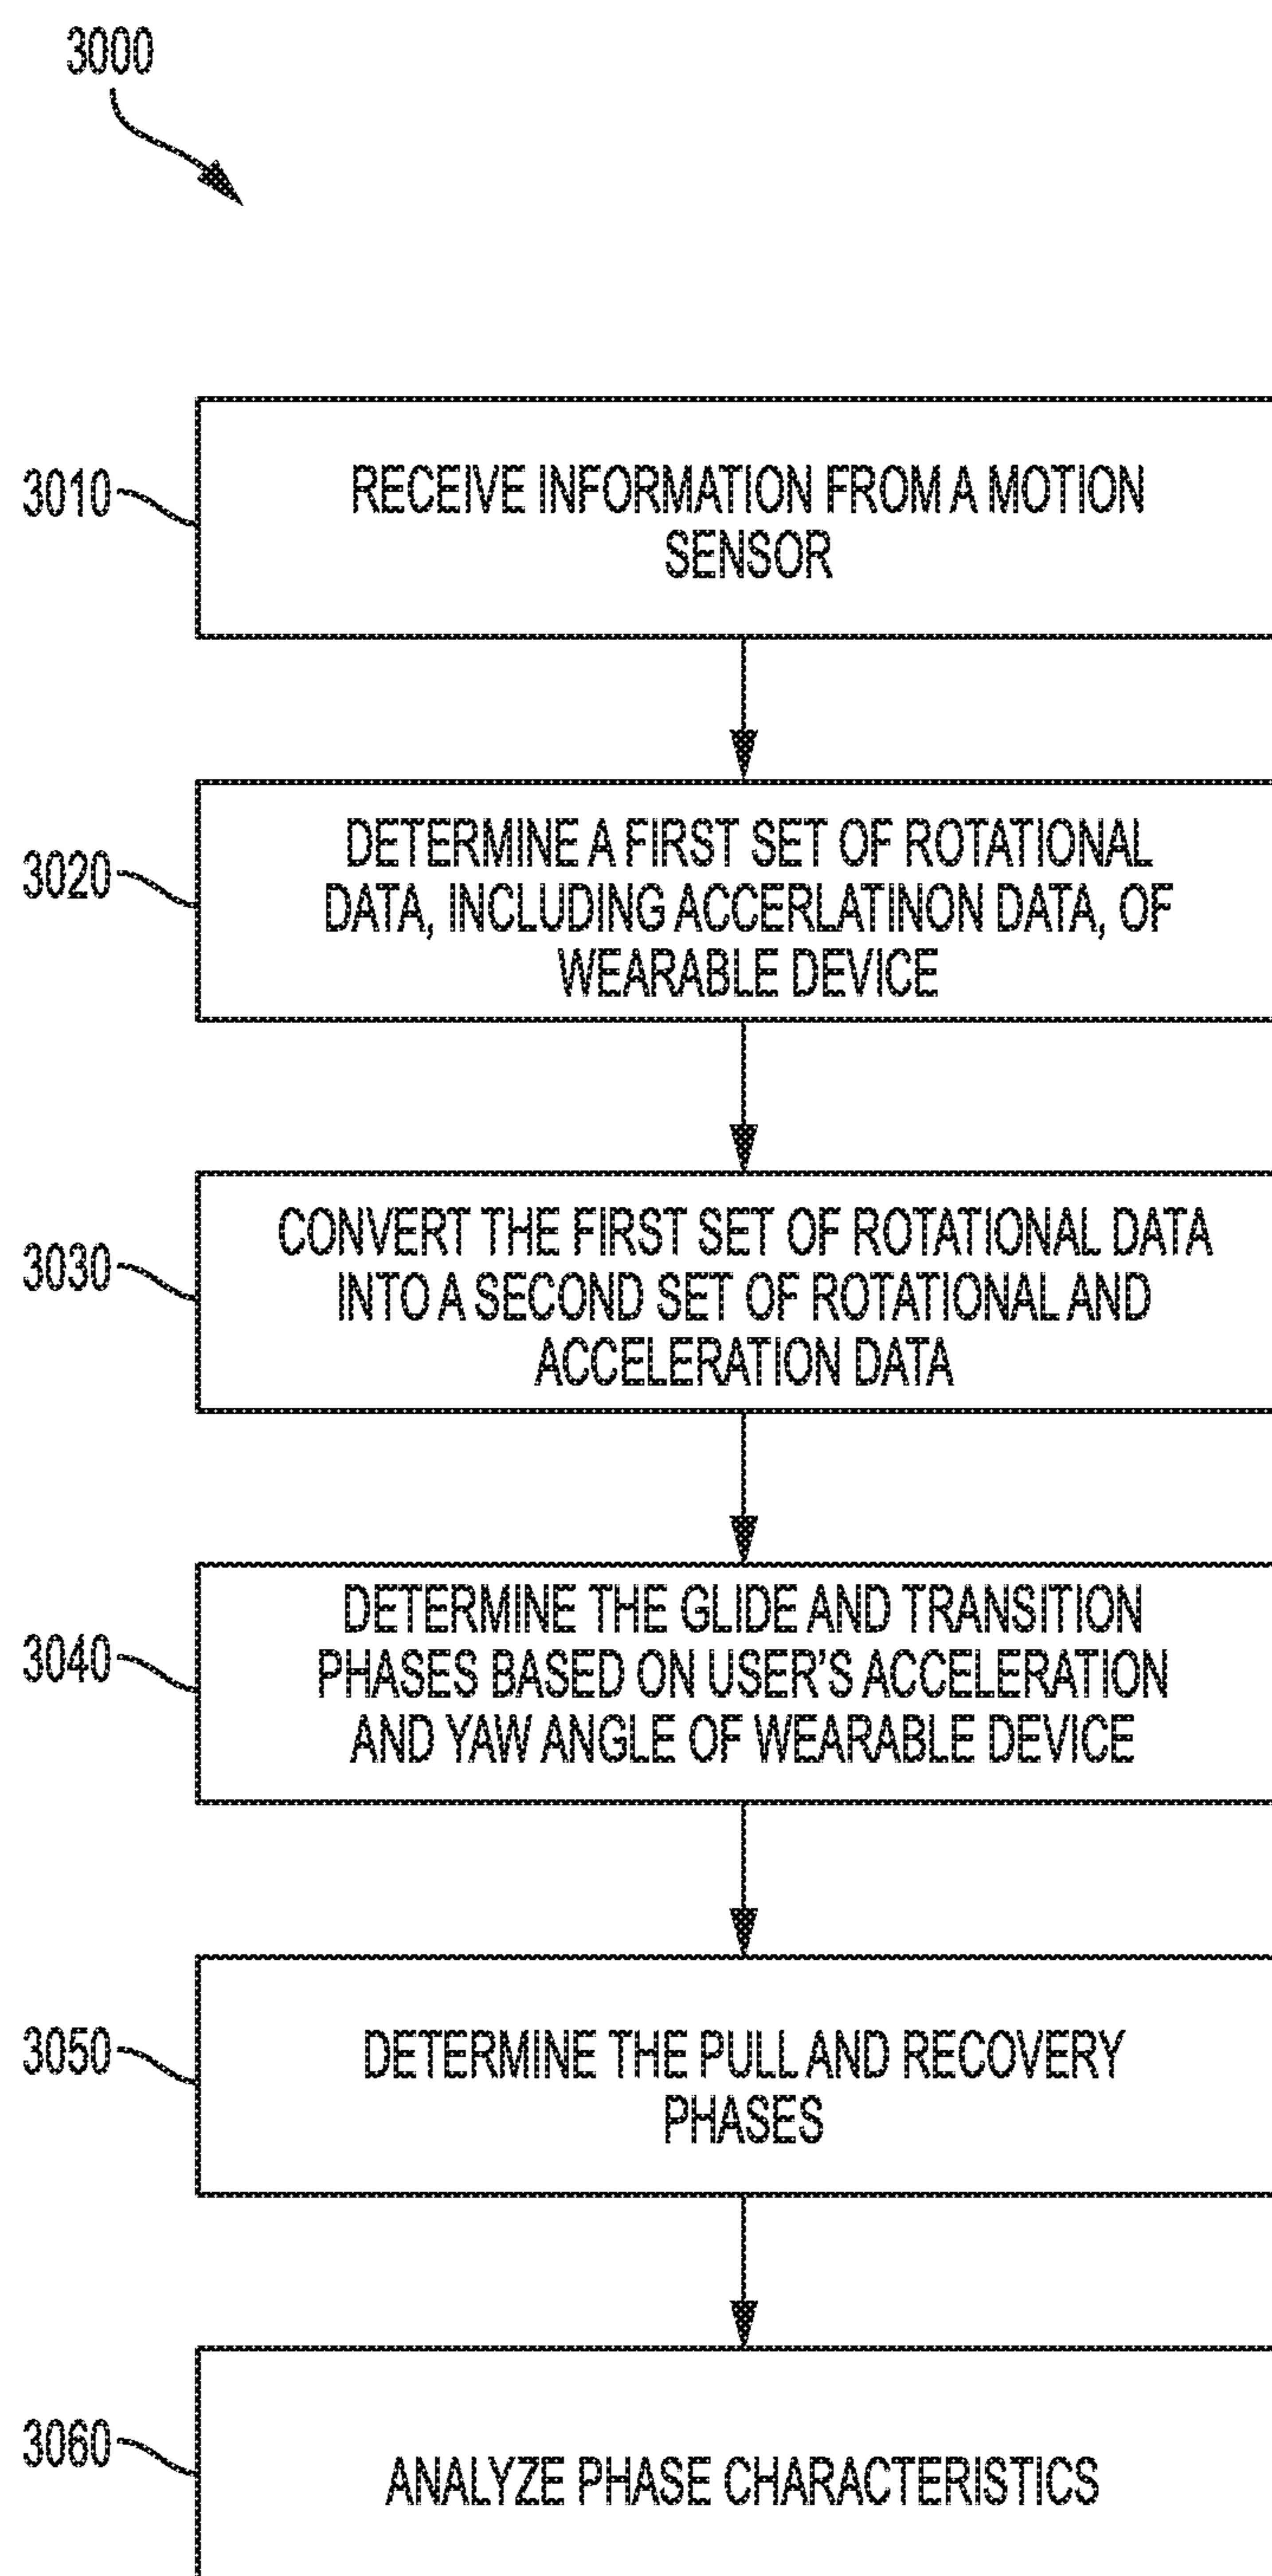 3000
3010
RECEIVE INFORMATION FROM A MOTION
SENSOR
3020
DETERMINE A FIRST SET OF ROTATIONAL
DATA, INCLUDING ACCERLATINON DATA, OF
WEARABLE DEVICE
3030
CONVERT THE FIRST SET OF ROTATIONAL DATA
INTO A SECOND SET OF ROTATIONAL AND
ACCELERATION DATA
3040
DETERMINE THE GLIDE AND TRANSITION
PHASES BASED ON USER'S ACCELERATION
AND YAW ANGLE OF WEARABLE DEVICE
3050
DETERMINE THE PULL AND RECOVERY
PHASES
3060
ANALYZE PHASE CHARACTERISTICS